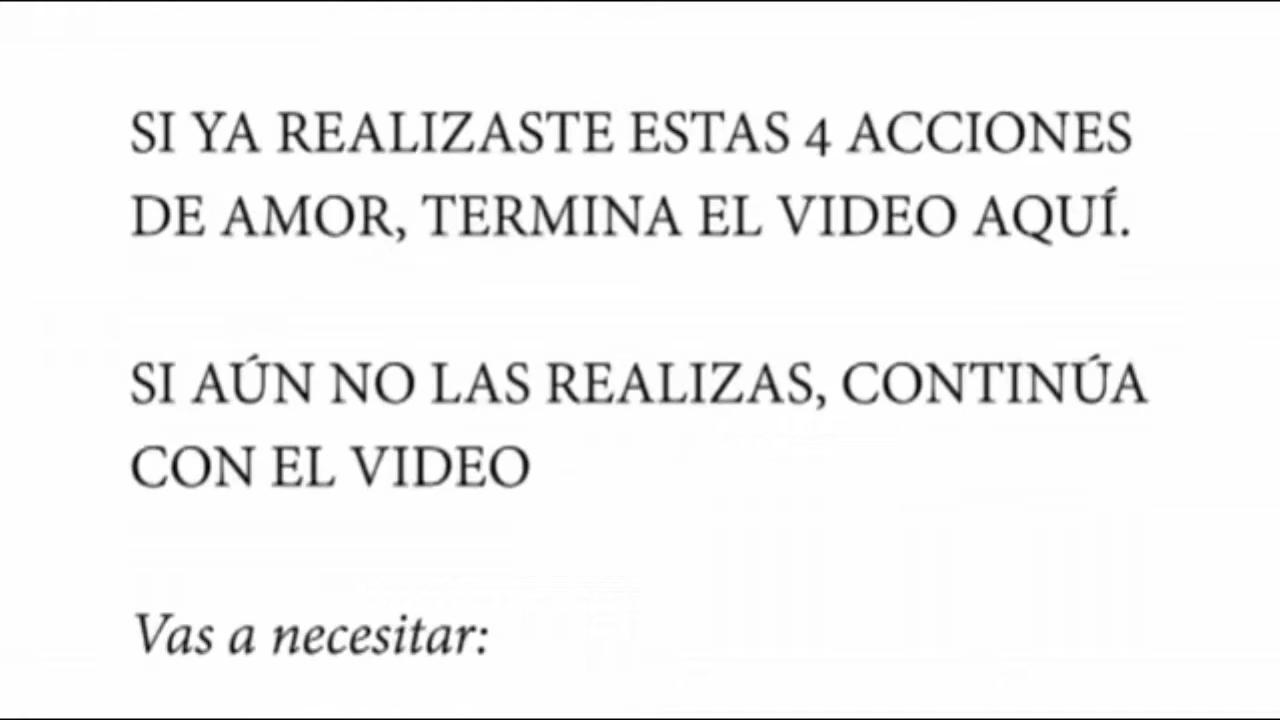 SI YA REALIZASTE ESTAS 4 ACCIONES
DE AMOR, TERMINA EL VIDEO AQUÍ.
SI AÚN NO LAS REALIZAS, CONTINÚA
CON EL VIDEO
Vas a necesitar: